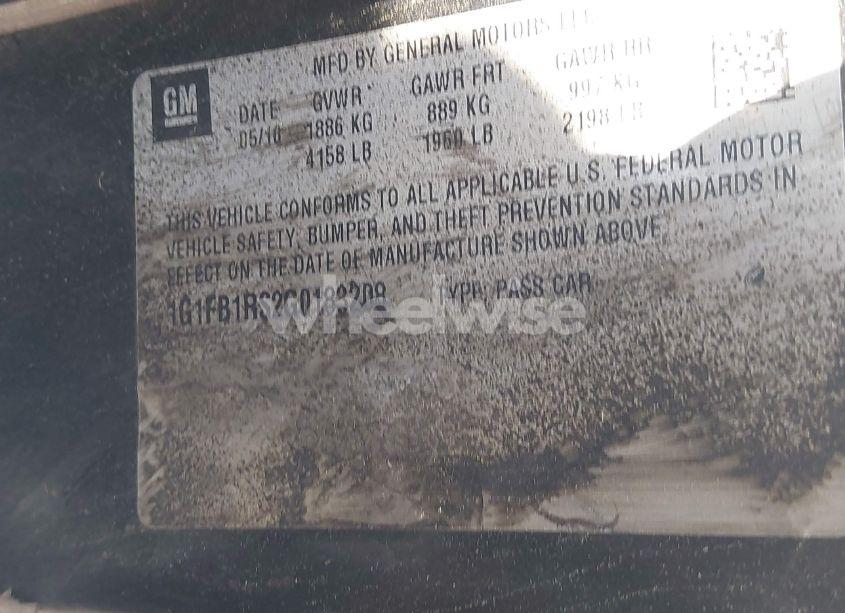 MFD BY GENERAL MOTORS LLC
GM
DATE GVWR GAWR FRT GAWR RR
05/16 1886 KG 889 KG 997 KG
4158 LB 1960 LB 2198 LB
THIS VEHICLE CONFORMS TO ALL APPLICABLE U.S. FEDERAL MOTOR
VEHICLE SAFETY, BUMPER, AND THEFT PREVENTION STANDARDS IN
EFFECT ON THE DATE OF MANUFACTURE SHOWN ABOVE.
TYPE: PASS CAR
wheelwise